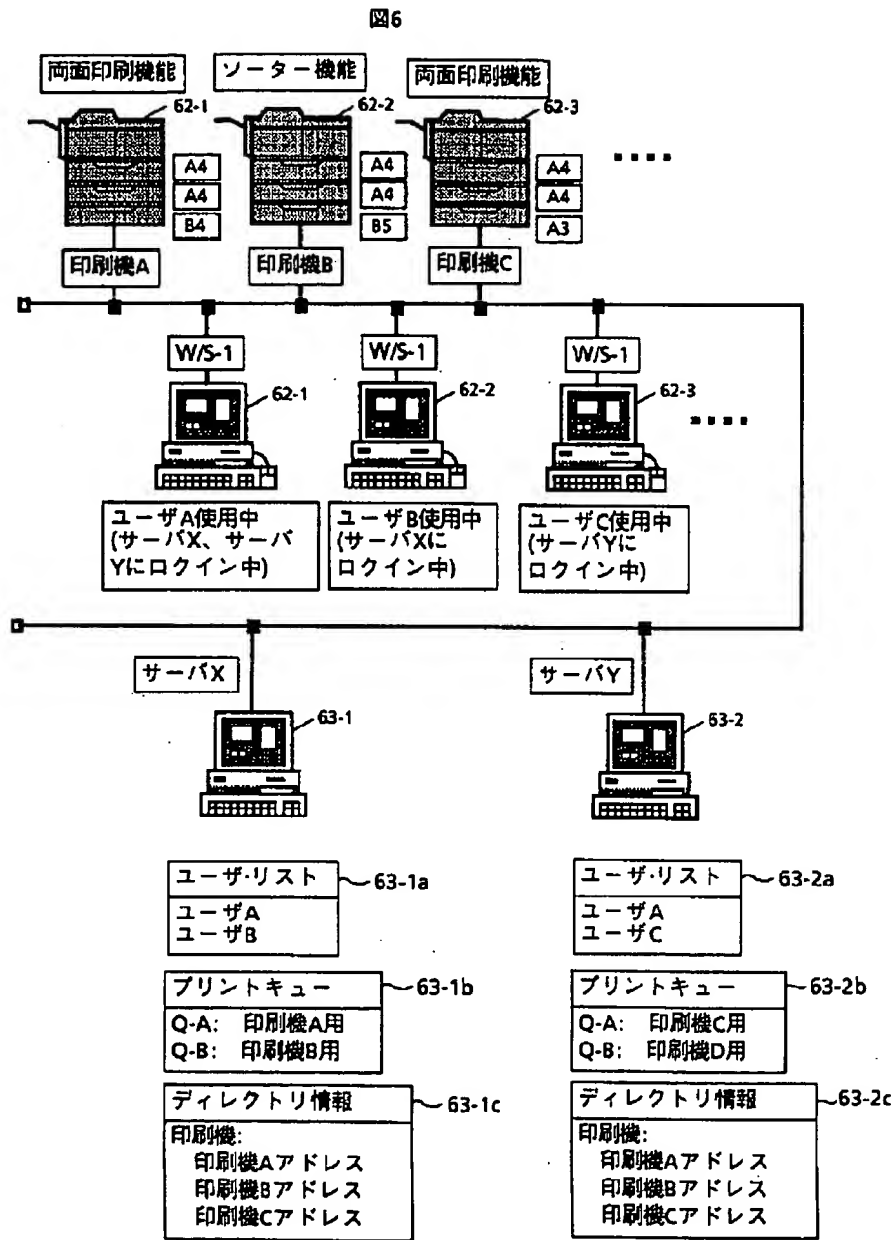 図6
両面印刷機能
ソーター機能
両面印刷機能
62-1
62-2
62-3
A4
A4
B4
A4
A4
B5
A4
A4
A3
印刷機A
印刷機B
印刷機C
W/S-1
W/S-1
W/S-1
62-1
62-2
62-3
ユーザA使用中
(サーバX、サーバ
Yにロクイン中)
ユーザB使用中
(サーバXに
ロクイン中)
ユーザC使用中
(サーバYに
ロクイン中)
サーバX
サーバY
63-1
63-2
ユーザ・リスト
63-1a
ユーザA
ユーザB
ユーザ・リスト
63-2a
ユーザA
ユーザC
プリントキュー
63-1b
Q-A: 印刷機A用
Q-B: 印刷機B用
プリントキュー
63-2b
Q-A: 印刷機C用
Q-B: 印刷機D用
ディレクトリ情報
63-1c
印刷機:
印刷機Aアドレス
印刷機Bアドレス
印刷機Cアドレス
ディレクトリ情報
63-2c
印刷機:
印刷機Aアドレス
印刷機Bアドレス
印刷機Cアドレス